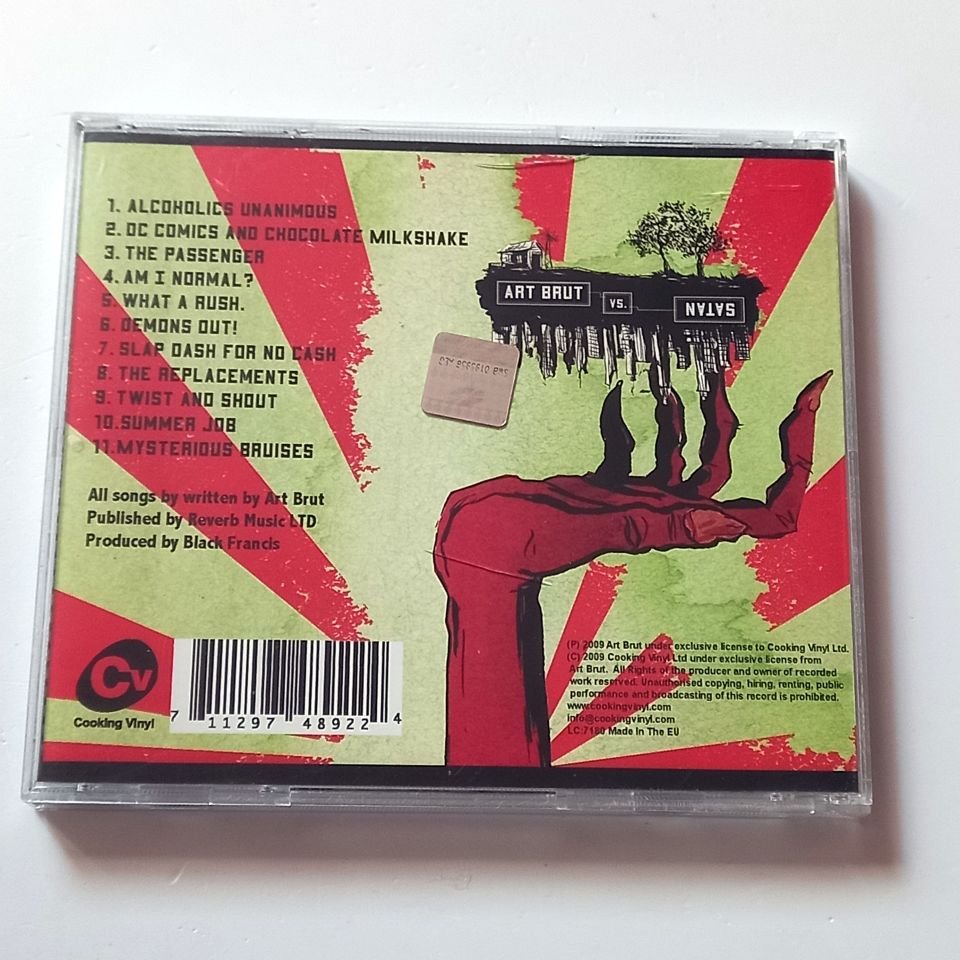 1. ALCOHOLICS UNANIMOUS
2. DC COMICS AND CHOCOLATE MILKSHAKE
3. THE PASSENGER
4. AM I NORMAL?
5. WHAT A RUSH.
6. DEMONS OUT!
7. SLAP DASH FOR NO CASH
8. THE REPLACEMENTS
9. TWIST AND SHOUT
10. SUMMER JOB
11. MYSTERIOUS BRUISES
All songs by written by Art Brut
Published by Reverb Music LTD
Produced by Black Francis
ART BRUT
VS.
SATAN
CV
Cooking Vinyl
7 11297 48922 4
(P) 2009 Art Brut under exclusive license to Cooking Vinyl Ltd.
(C) 2009 Cooking Vinyl Ltd under exclusive license from
Art Brut. All Rights of the producer and owner of recorded
work reserved. Unauthorised copying, hiring, renting, public
performance and broadcasting of this record is prohibited.
www.cookingvinyl.com
info@cookingvinyl.com
LC:7180 Made In The EU